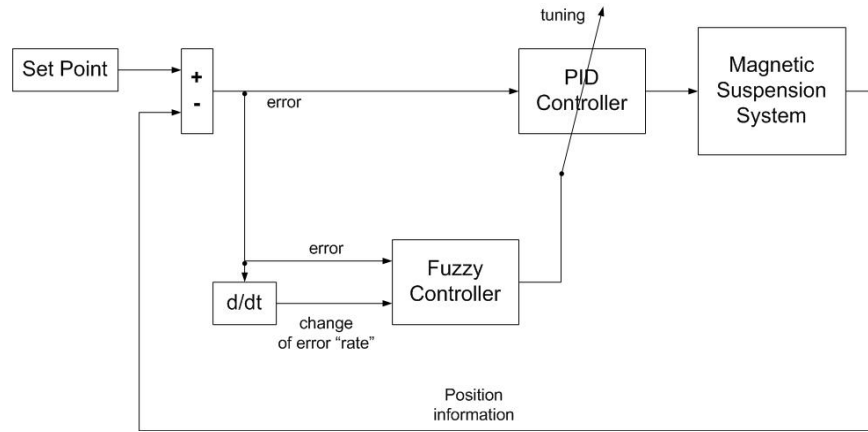 tuning
Set Point
+
-
error
PID
Controller
Magnetic
Suspension
System
error
d/dt
Fuzzy
Controller
change
of error “rate”
Position
information